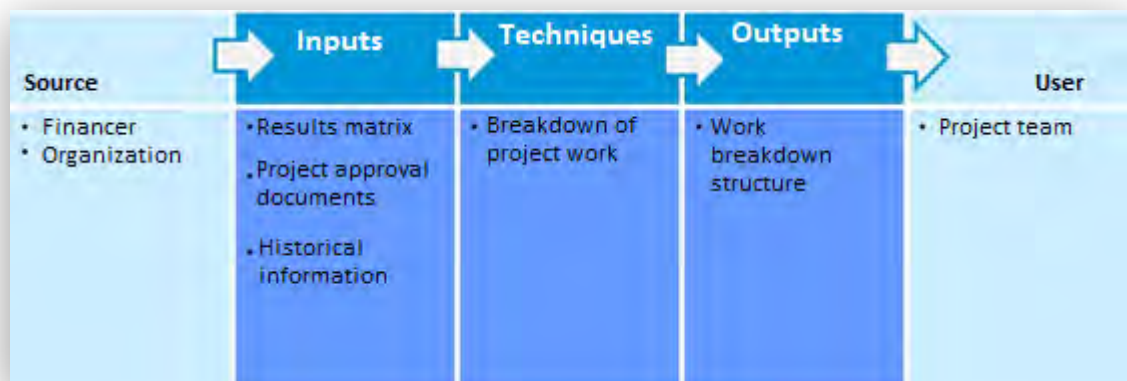 Source
Inputs
Techniques
Outputs
User
• Financer
• Organization
•Results matrix
•Project approval
documents
•Historical
information
• Breakdown of
project work
• Work
breakdown
structure
• Project team